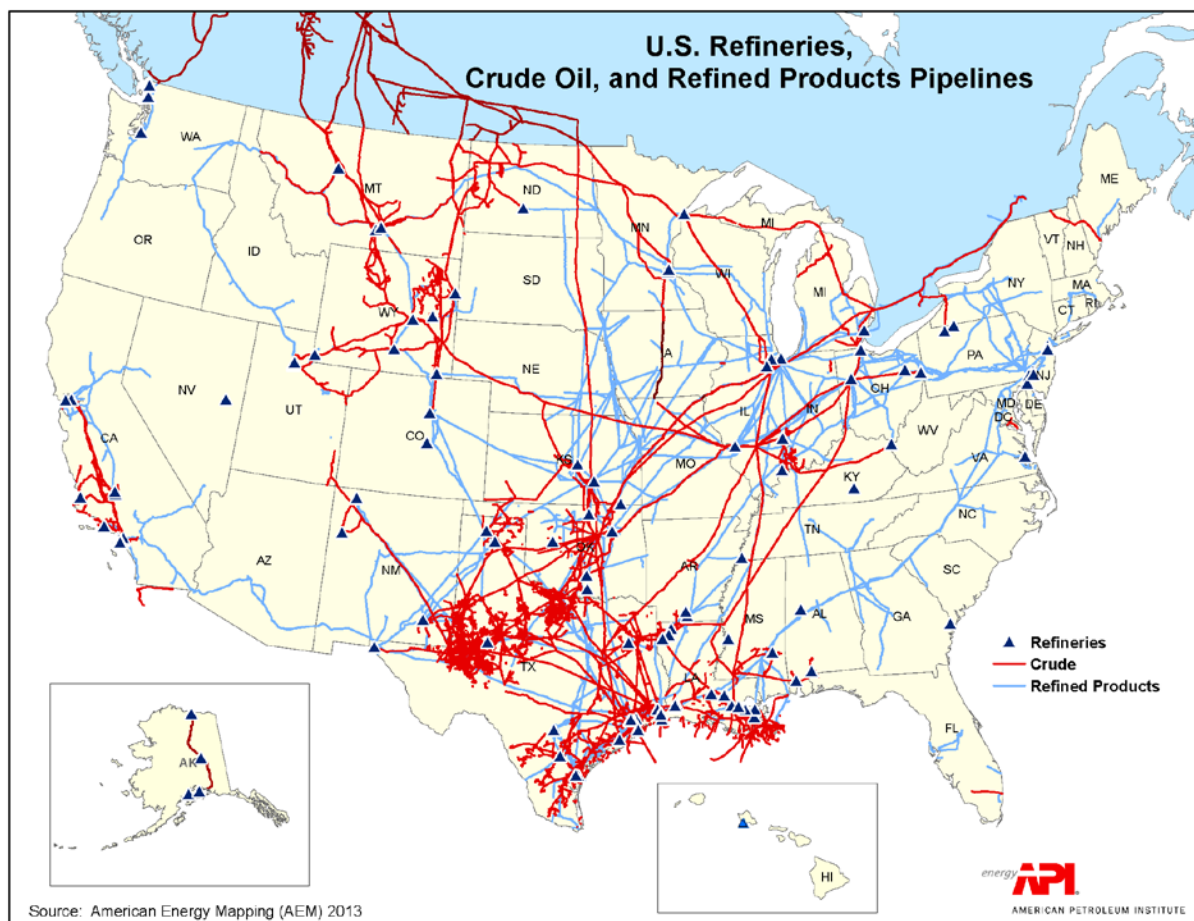 U.S. Refineries,
Crude Oil, and Refined Products Pipelines
WA
MT
ND
ME
OR
ID
MN
MI
VT
NH
SD
WI
MI
NY
MA
CT
RI
WY
IA
PA
NE
NJ
NV
UT
IL
IN
OH
MD
DE
DC
CA
CO
KS
MO
WV
VA
KY
AZ
NM
OK
AR
TN
NC
SC
MS
AL
GA
TX
LA
FL
Refineries
Crude
Refined Products
AK
HI
energy API
AMERICAN PETROLEUM INSTITUTE
Source: American Energy Mapping (AEM) 2013